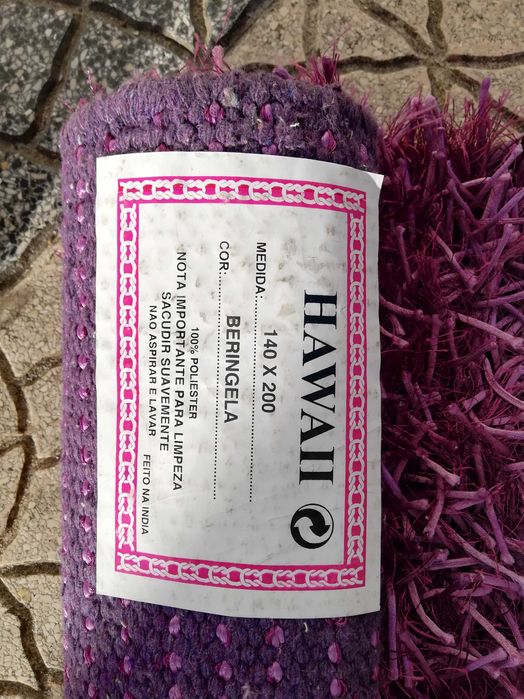 HAWAII
MEDIDA: 140 X 200
COR: BERINGELA
100% POLIESTER
NOTA IMPORTANTE PARA LIMPEZA
SACUDIR SUAVEMENTE
NAO ASPIRAR E LAVAR
FEITO NA INDIA